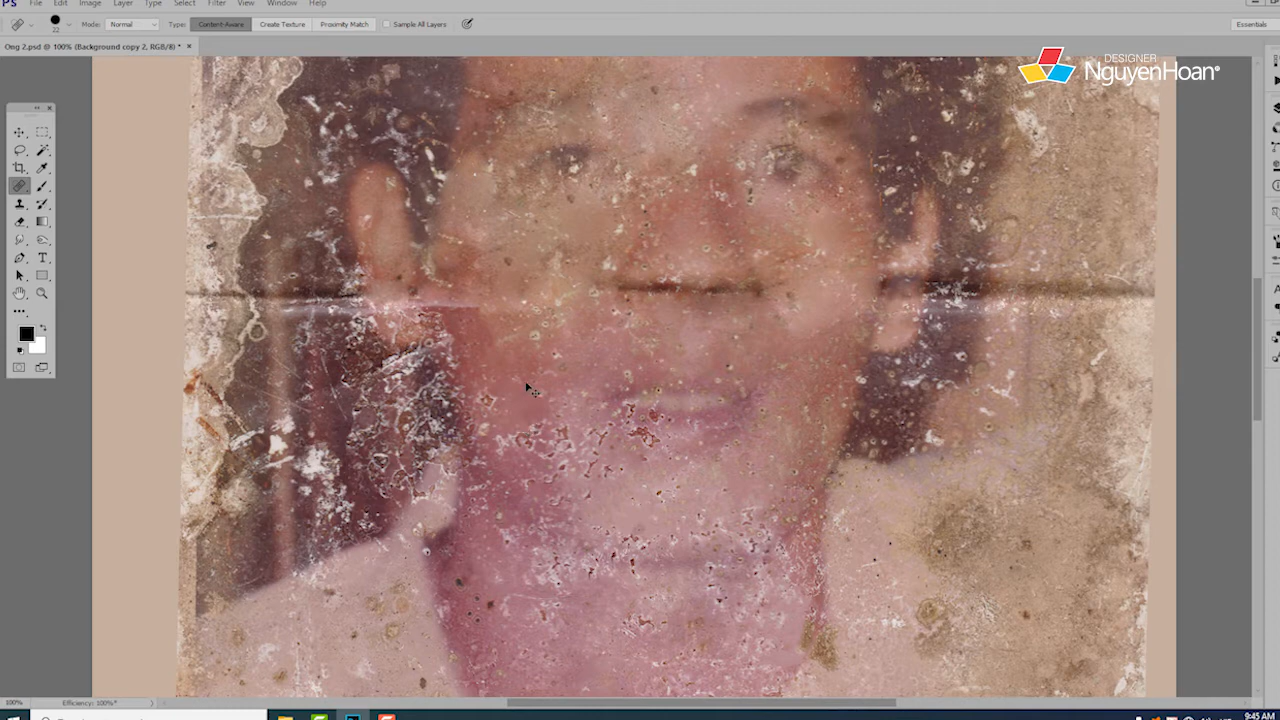 PS File Edit Image Layer Type Select Filter View Window Help
22 Mode: Normal Type: Content-Aware Create Texture Proximity Match Sample All Layers Essentials
Ong 2.psd @ 100% (Background copy 2, RGB/8) * ×
DESIGNER
NguyenHoan®
T
100% Efficiency: 100%*
9:45 AM